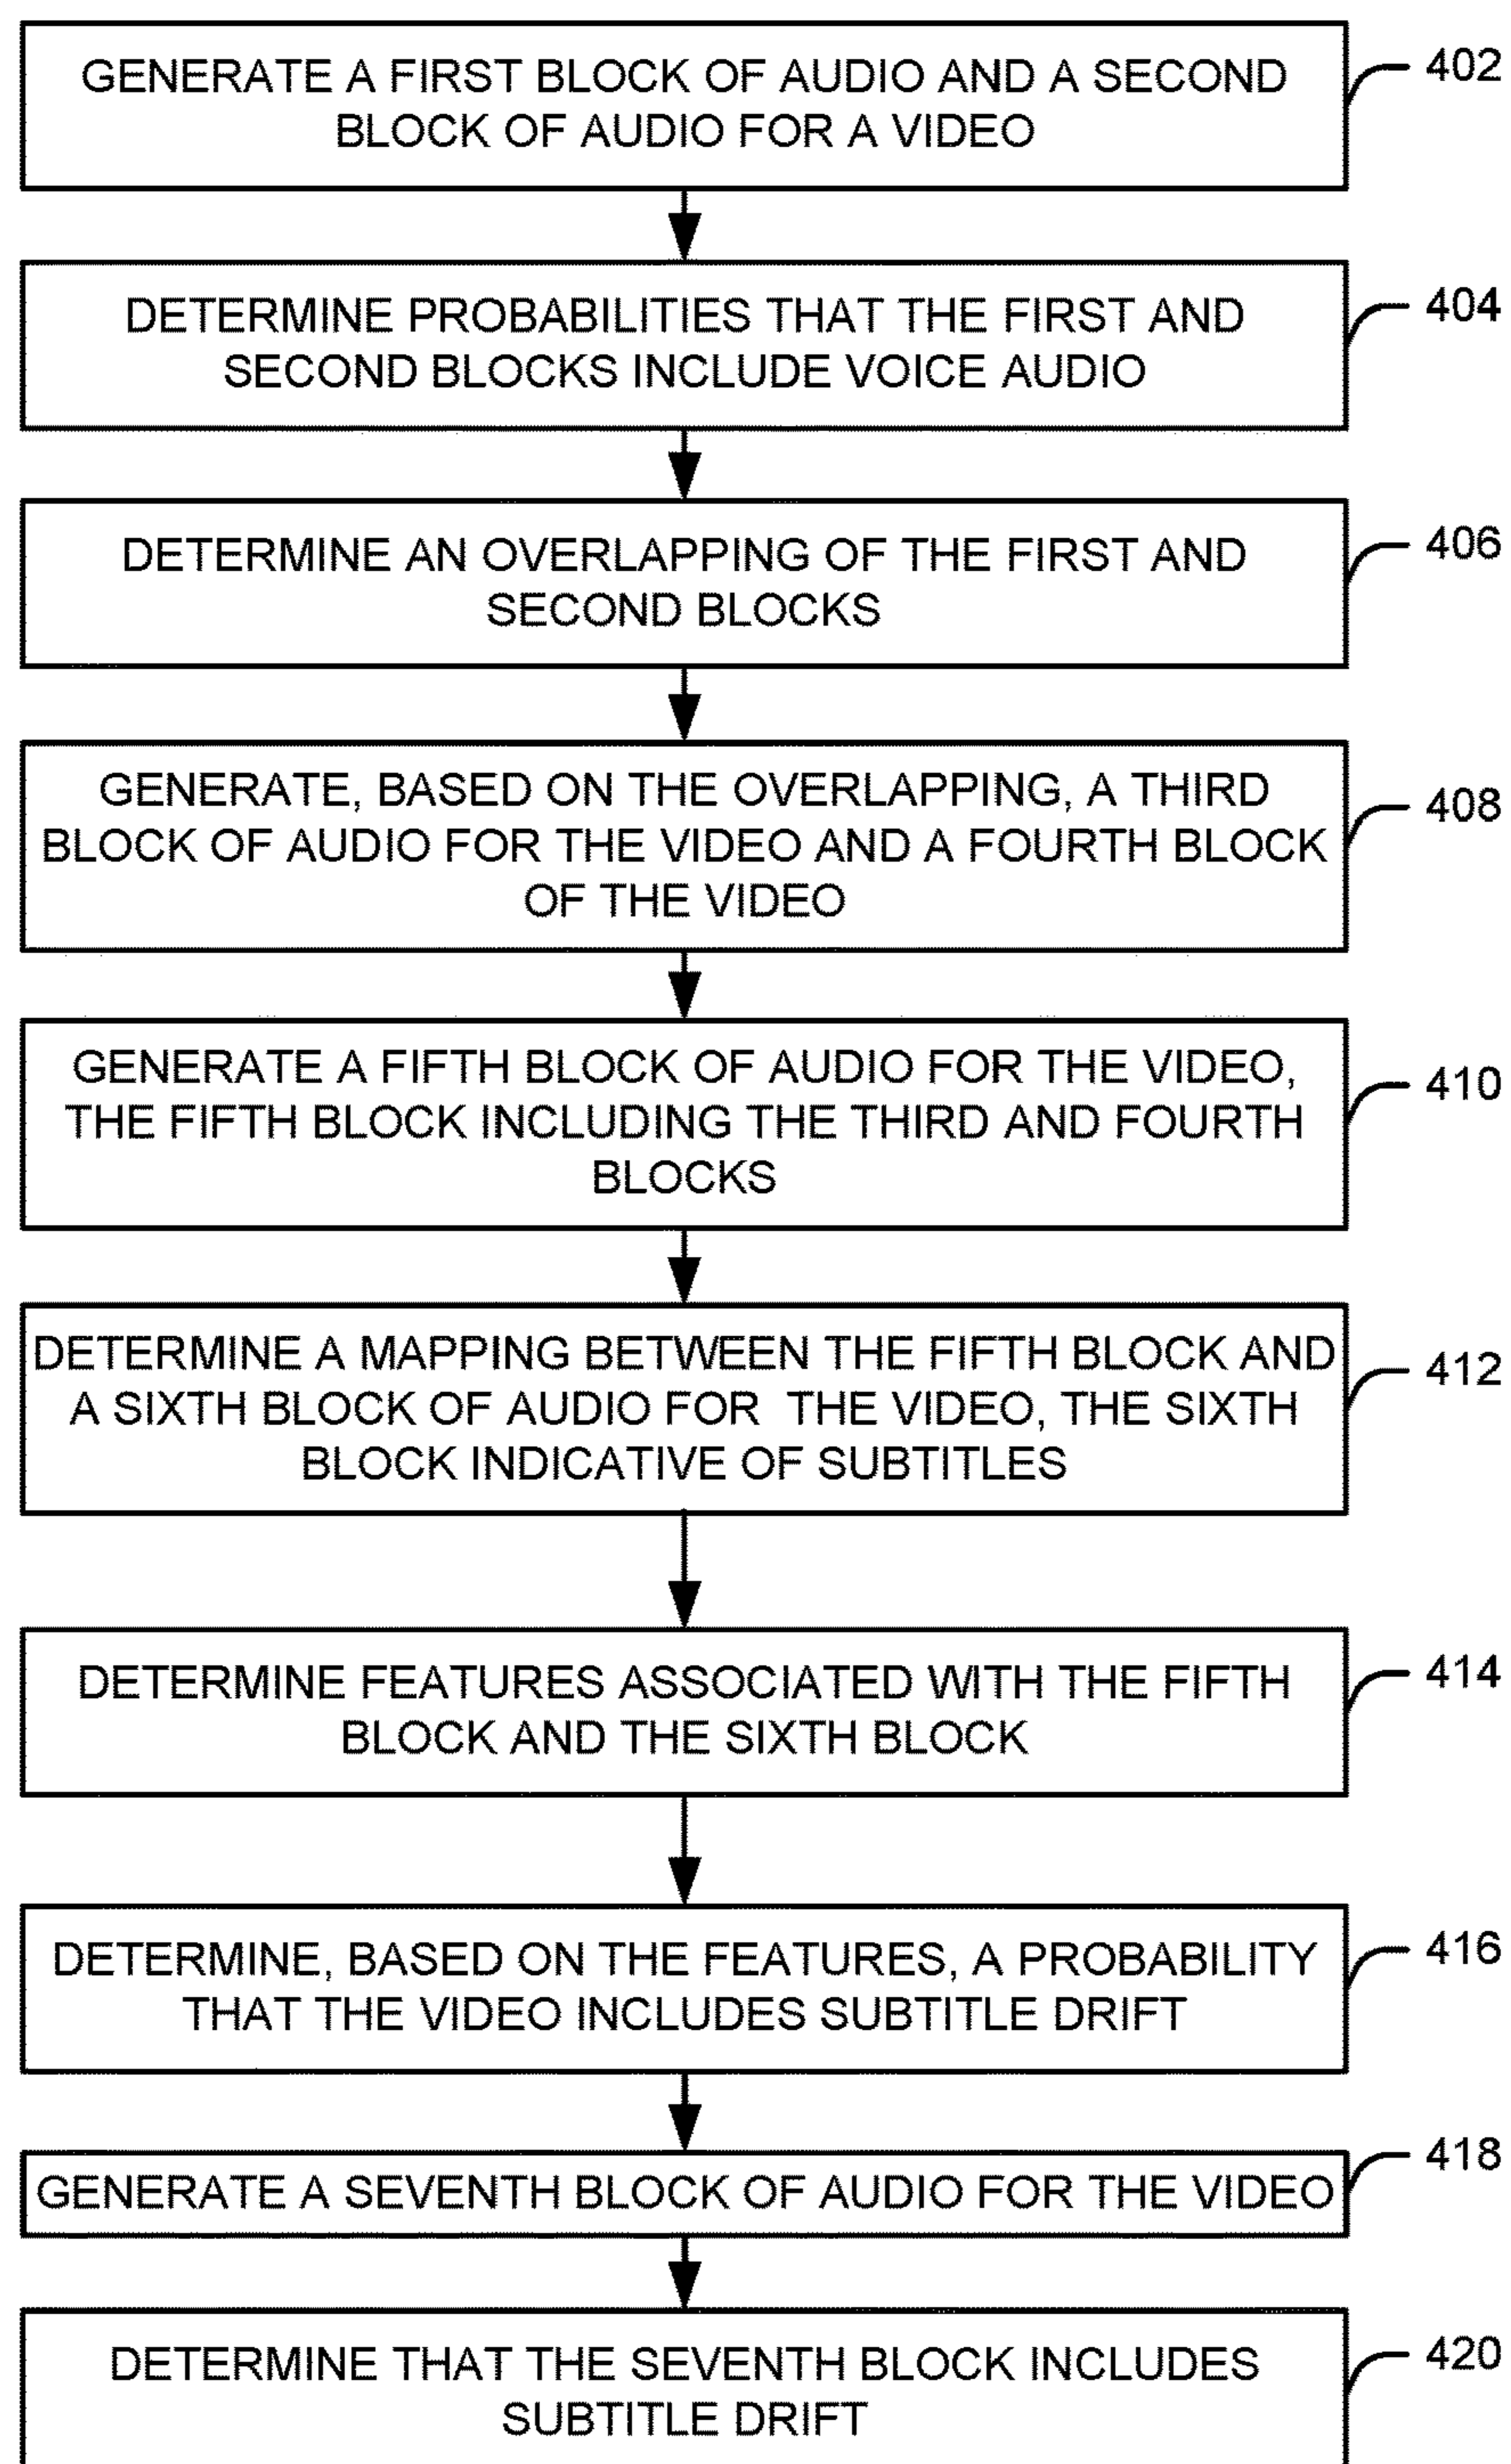 GENERATE A FIRST BLOCK OF AUDIO AND A SECOND
BLOCK OF AUDIO FOR A VIDEO
402
DETERMINE PROBABILITIES THAT THE FIRST AND
SECOND BLOCKS INCLUDE VOICE AUDIO
404
DETERMINE AN OVERLAPPING OF THE FIRST AND
SECOND BLOCKS
406
GENERATE, BASED ON THE OVERLAPPING, A THIRD
BLOCK OF AUDIO FOR THE VIDEO AND A FOURTH BLOCK
OF THE VIDEO
408
GENERATE A FIFTH BLOCK OF AUDIO FOR THE VIDEO,
THE FIFTH BLOCK INCLUDING THE THIRD AND FOURTH
BLOCKS
410
DETERMINE A MAPPING BETWEEN THE FIFTH BLOCK AND
A SIXTH BLOCK OF AUDIO FOR THE VIDEO, THE SIXTH
BLOCK INDICATIVE OF SUBTITLES
412
DETERMINE FEATURES ASSOCIATED WITH THE FIFTH
BLOCK AND THE SIXTH BLOCK
414
DETERMINE, BASED ON THE FEATURES, A PROBABILITY
THAT THE VIDEO INCLUDES SUBTITLE DRIFT
416
GENERATE A SEVENTH BLOCK OF AUDIO FOR THE VIDEO
418
DETERMINE THAT THE SEVENTH BLOCK INCLUDES
SUBTITLE DRIFT
420